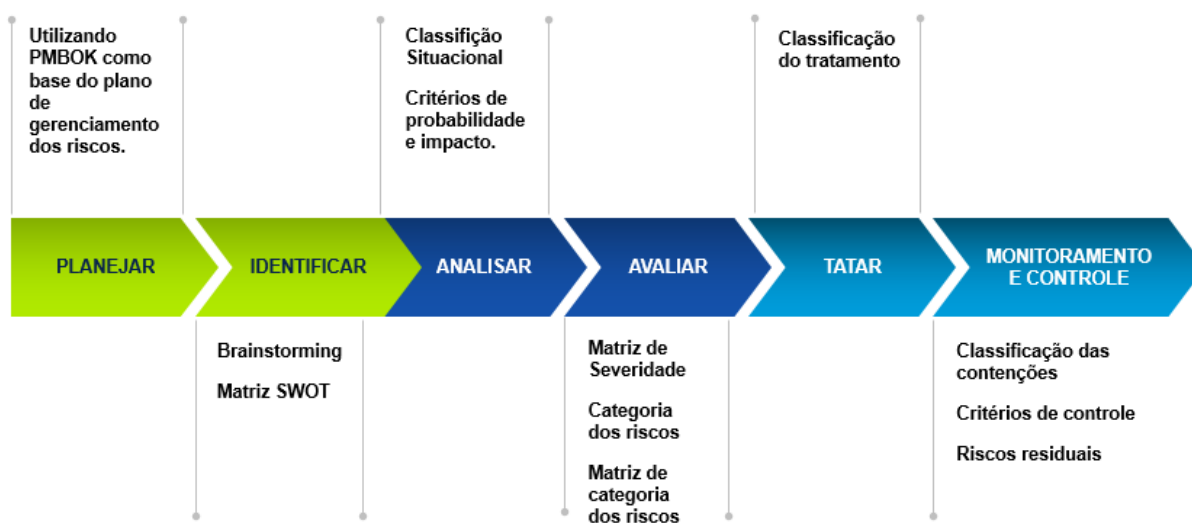 Utilizando
PMBOK como
base do plano
de
gerenciamento
dos riscos.
Classifição
Situacional
Critérios de
probabilidade
e impacto.
Classificação
do tratamento
PLANEJAR
IDENTIFICAR
ANALISAR
AVALIAR
TATAR
MONITORAMENTO
E CONTROLE
Brainstorming
Matriz SWOT
Matriz de
Severidade
Categoria
dos riscos
Matriz de
categoria
dos riscos
Classificação das
contenções
Critérios de controle
Riscos residuais